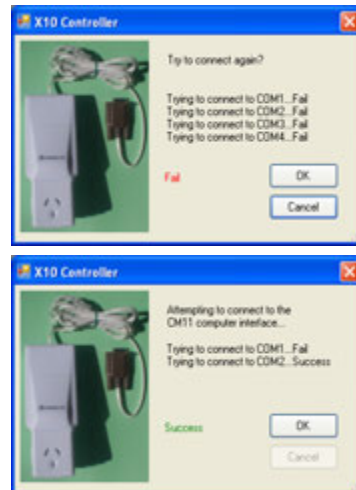 X10 Controller
Try to connect again?
Trying to connect to COM1...Fail
Trying to connect to COM2...Fail
Trying to connect to COM3...Fail
Trying to connect to COM4...Fail
Fail
OK
Cancel
X10 Controller
Attempting to connect to the
CM11 computer interface...
Trying to connect to COM1...Fail
Trying to connect to COM2...Success
Success
OK
Cancel